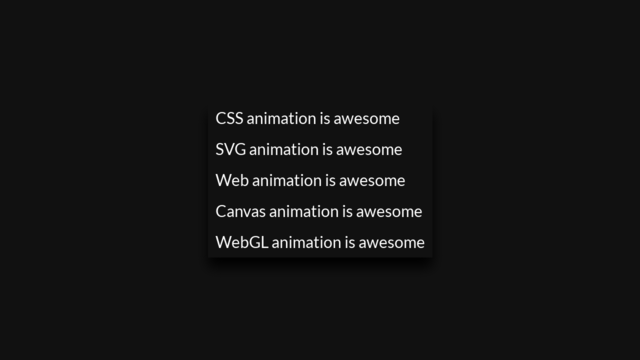 CSS animation is awesome
SVG animation is awesome
Web animation is awesome
Canvas animation is awesome
WebGL animation is awesome